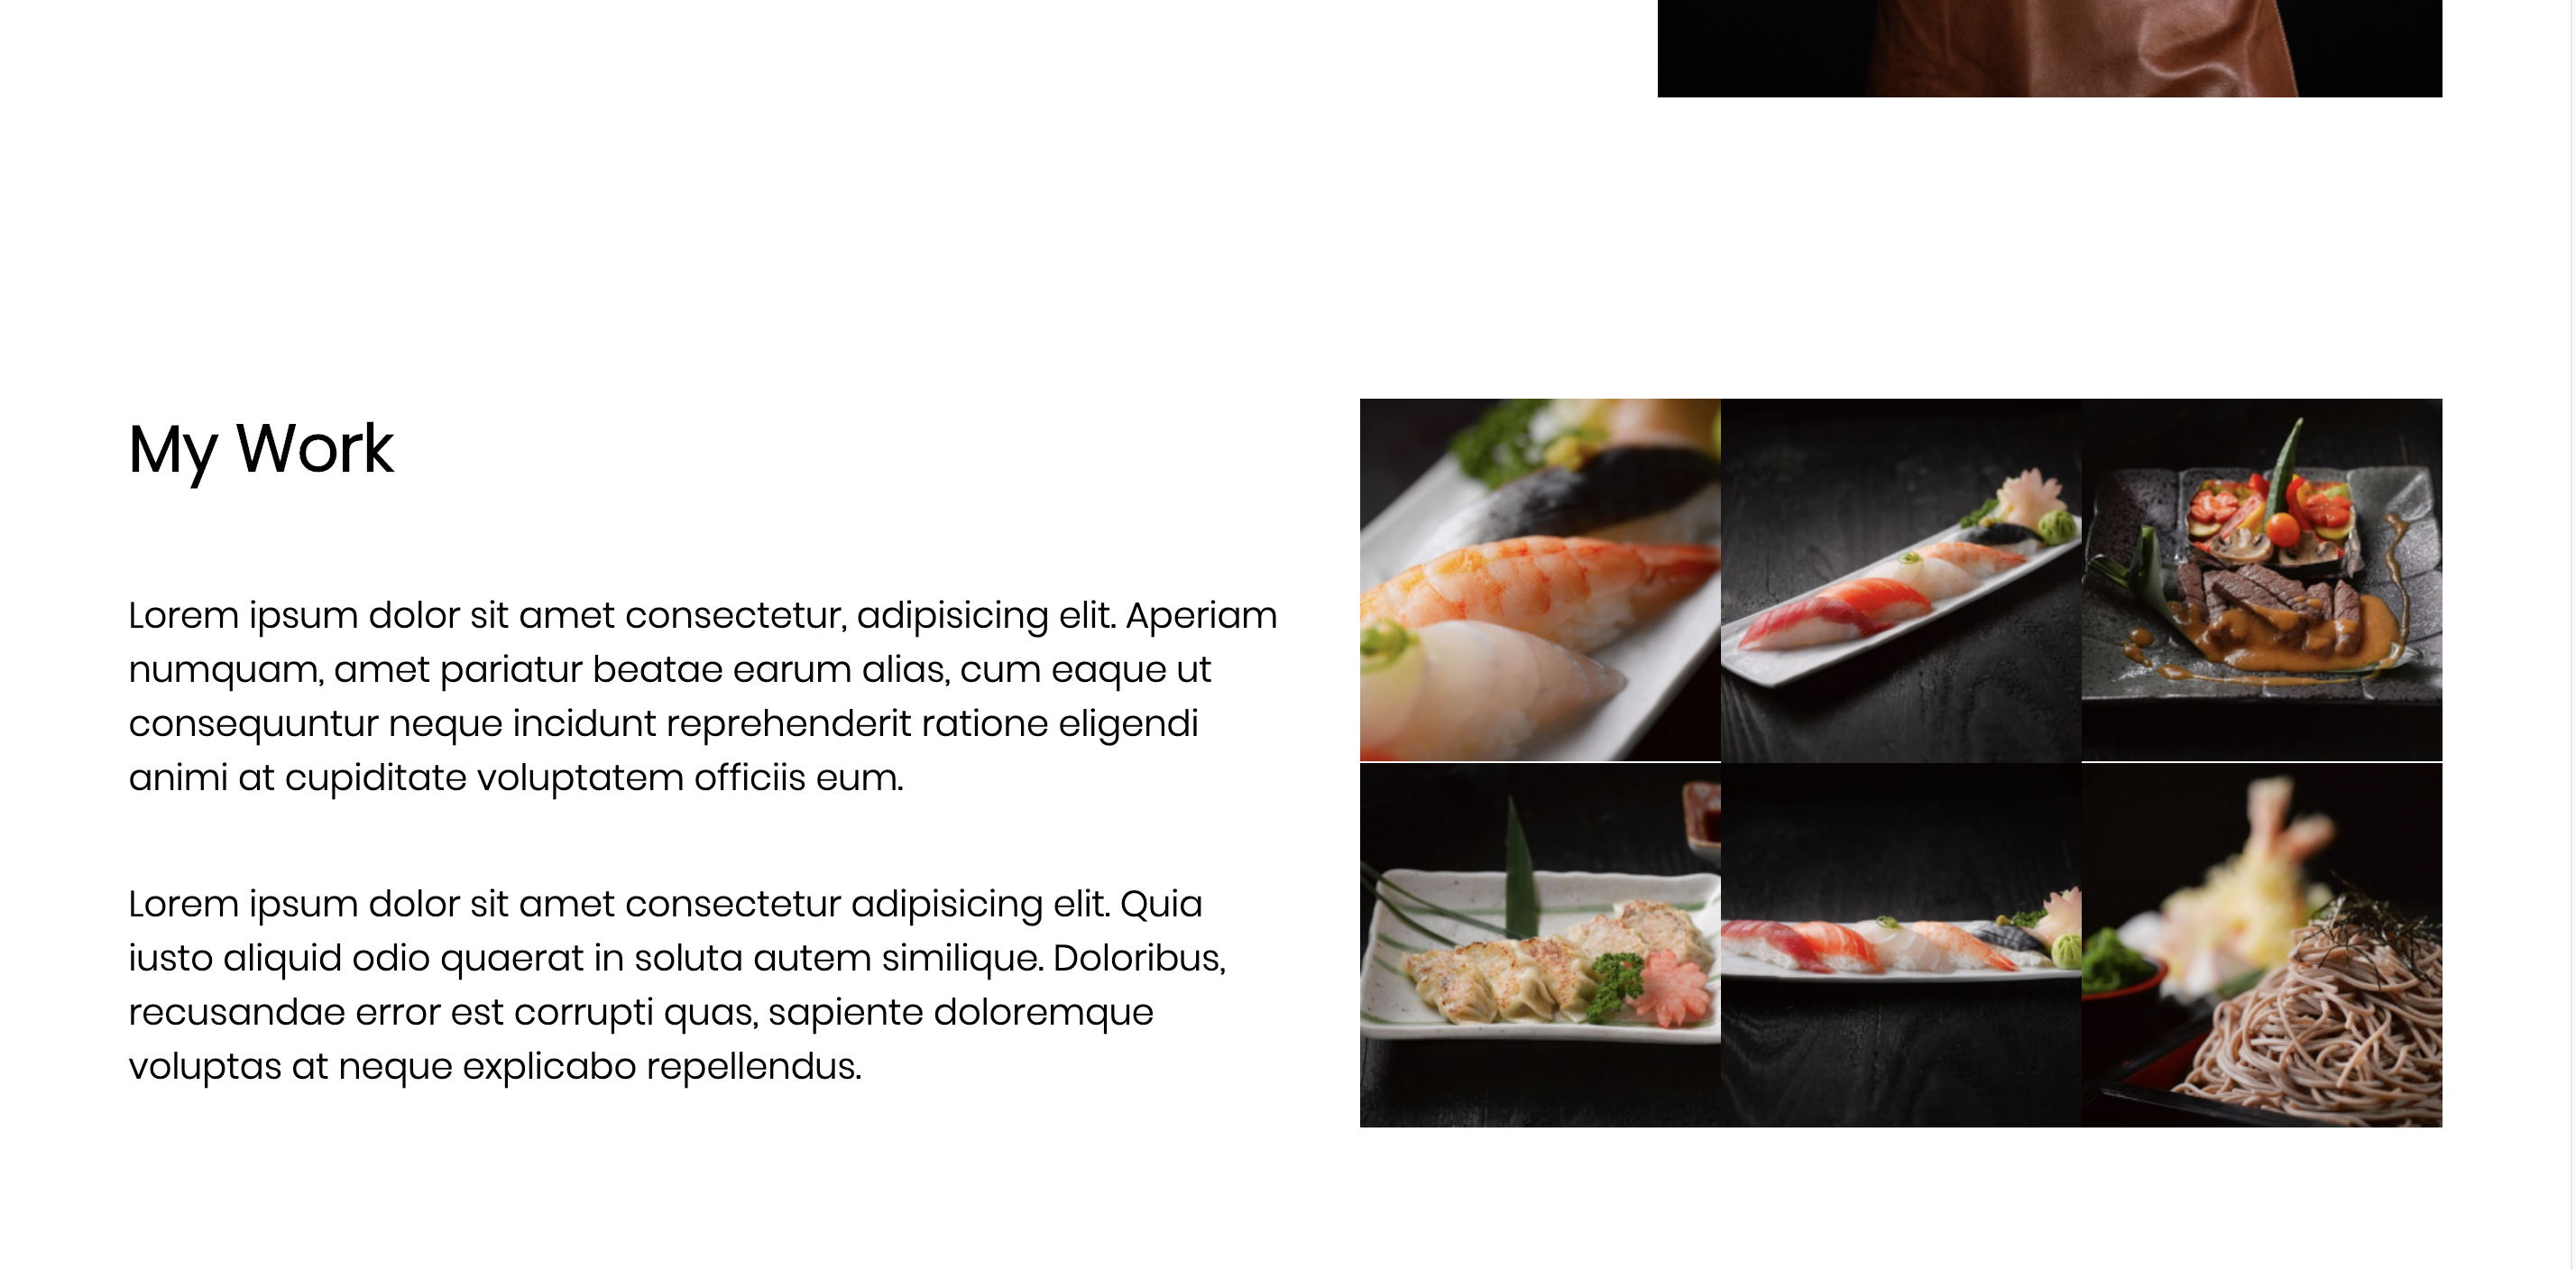 My Work
Lorem ipsum dolor sit amet consectetur, adipisicing elit. Aperiam
numquam, amet pariatur beatae earum alias, cum eaque ut
consequuntur neque incidunt reprehenderit ratione eligendi
animi at cupiditate voluptatem officiis eum.
Lorem ipsum dolor sit amet consectetur adipisicing elit. Quia
iusto aliquid odio quaerat in soluta autem similique. Doloribus,
recusandae error est corrupti quas, sapiente doloremque
voluptas at neque explicabo repellendus.